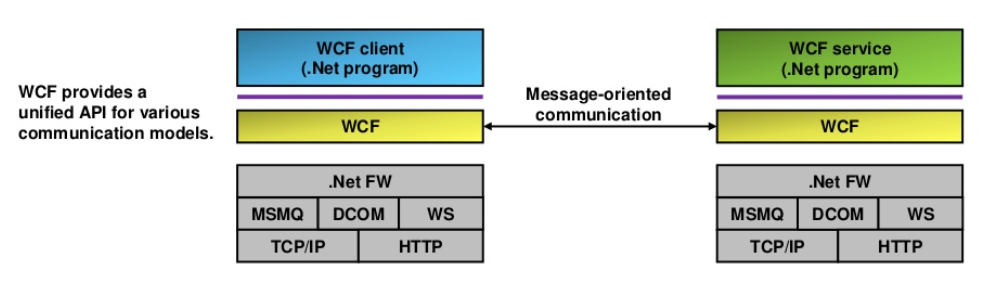 WCF provides a
unified API for various
communication models.
WCF client
(.Net program)
WCF
.Net FW
MSMQ DCOM WS
TCP/IP HTTP
Message-oriented
communication
WCF service
(.Net program)
WCF
.Net FW
MSMQ DCOM WS
TCP/IP HTTP